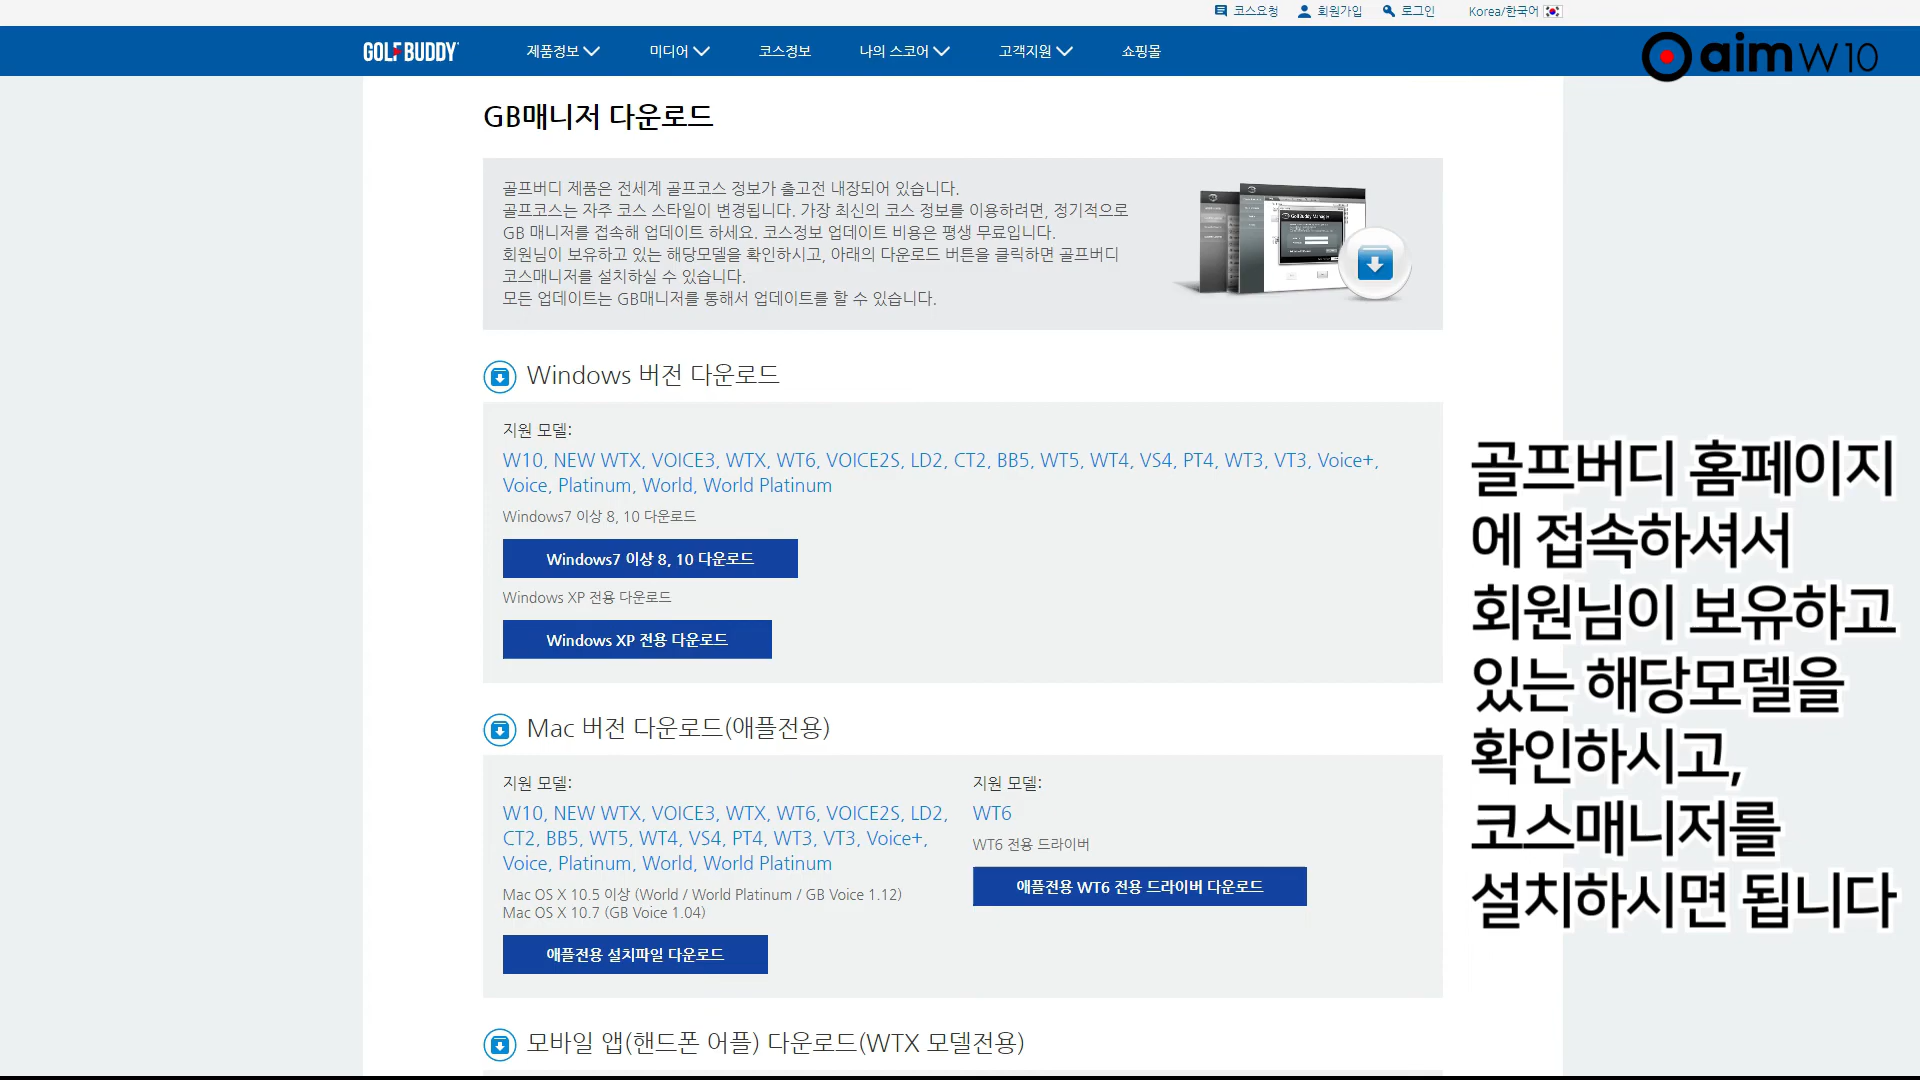 코스요청 회원가입 로그인 Korea/한국어
GOLFBUDDY 제품정보 미디어 코스정보 나의 스코어 고객지원 쇼핑몰
aim W10
GB매니저 다운로드
골프버디 제품은 전세계 골프코스 정보가 출고전 내장되어 있습니다.
골프코스는 자주 코스 스타일이 변경됩니다. 가장 최신의 코스 정보를 이용하려면, 정기적으로
GB 매니저를 접속해 업데이트 하세요. 코스정보 업데이트 비용은 평생 무료입니다.
회원님이 보유하고 있는 해당모델을 확인하시고, 아래의 다운로드 버튼을 클릭하면 골프버디
코스매니저를 설치하실 수 있습니다.
모든 업데이트는 GB매니저를 통해서 업데이트를 할 수 있습니다.
GolfBuddy Manager
Windows 버전 다운로드
지원 모델:
W10, NEW WTX, VOICE3, WTX, WT6, VOICE2S, LD2, CT2, BB5, WT5, WT4, VS4, PT4, WT3, VT3, Voice+,
Voice, Platinum, World, World Platinum
Windows7 이상 8, 10 다운로드
Windows7 이상 8, 10 다운로드
Windows XP 전용 다운로드
Windows XP 전용 다운로드
Mac 버전 다운로드(애플전용)
지원 모델:
W10, NEW WTX, VOICE3, WTX, WT6, VOICE2S, LD2,
CT2, BB5, WT5, WT4, VS4, PT4, WT3, VT3, Voice+,
Voice, Platinum, World, World Platinum
Mac OS X 10.5 이상 (World / World Platinum / GB Voice 1.12)
Mac OS X 10.7 (GB Voice 1.04)
애플전용 설치파일 다운로드
지원 모델:
WT6
WT6 전용 드라이버
애플전용 WT6 전용 드라이버 다운로드
모바일 앱(핸드폰 어플) 다운로드(WTX 모델전용)
골프버디 홈페이지
에 접속하셔서
회원님이 보유하고
있는 해당모델을
확인하시고,
코스매니저를
설치하시면 됩니다